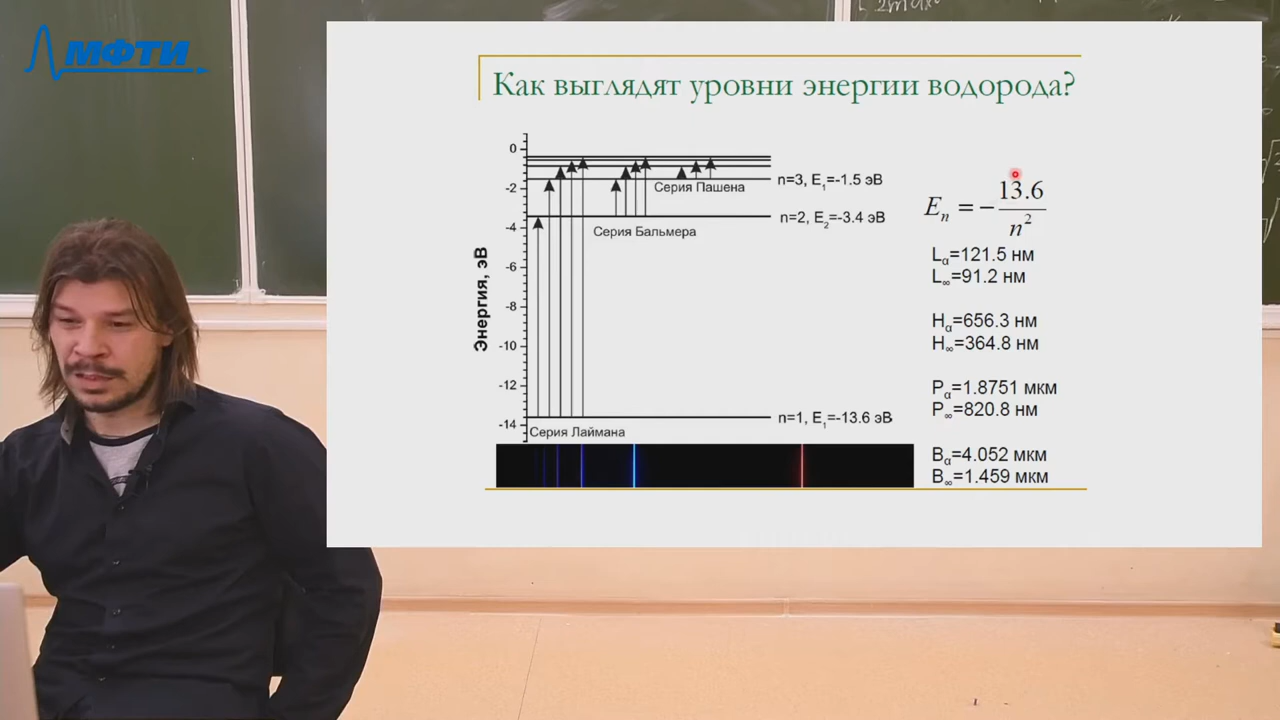 МФТИ
Как выглядят уровни энергии водорода?
0
-2
-4
-6
-8
-10
-12
-14
Энергия, эВ
Серия Пашена
Серия Бальмера
Серия Лаймана
n=3, E₁=-1.5 эВ
n=2, E₂=-3.4 эВ
n=1, E₁=-13.6 эВ
Eₙ = − 13.6 / n²
Lα=121.5 нм
L∞=91.2 нм
Hα=656.3 нм
H∞=364.8 нм
Pα=1.8751 мкм
P∞=820.8 нм
Bα=4.052 мкм
B∞=1.459 мкм